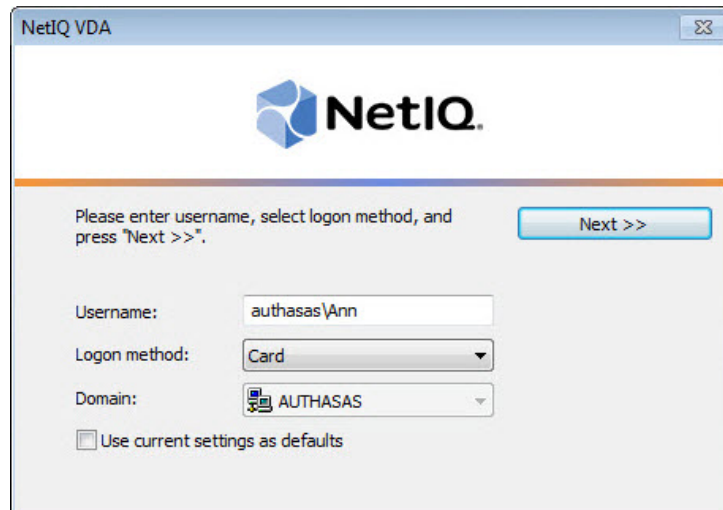 NetIQ VDA
NetIQ.
Please enter username, select logon method, and
press "Next >>".
Next >>
Username:
authasas\Ann
Logon method:
Card
Domain:
AUTHASAS
Use current settings as defaults